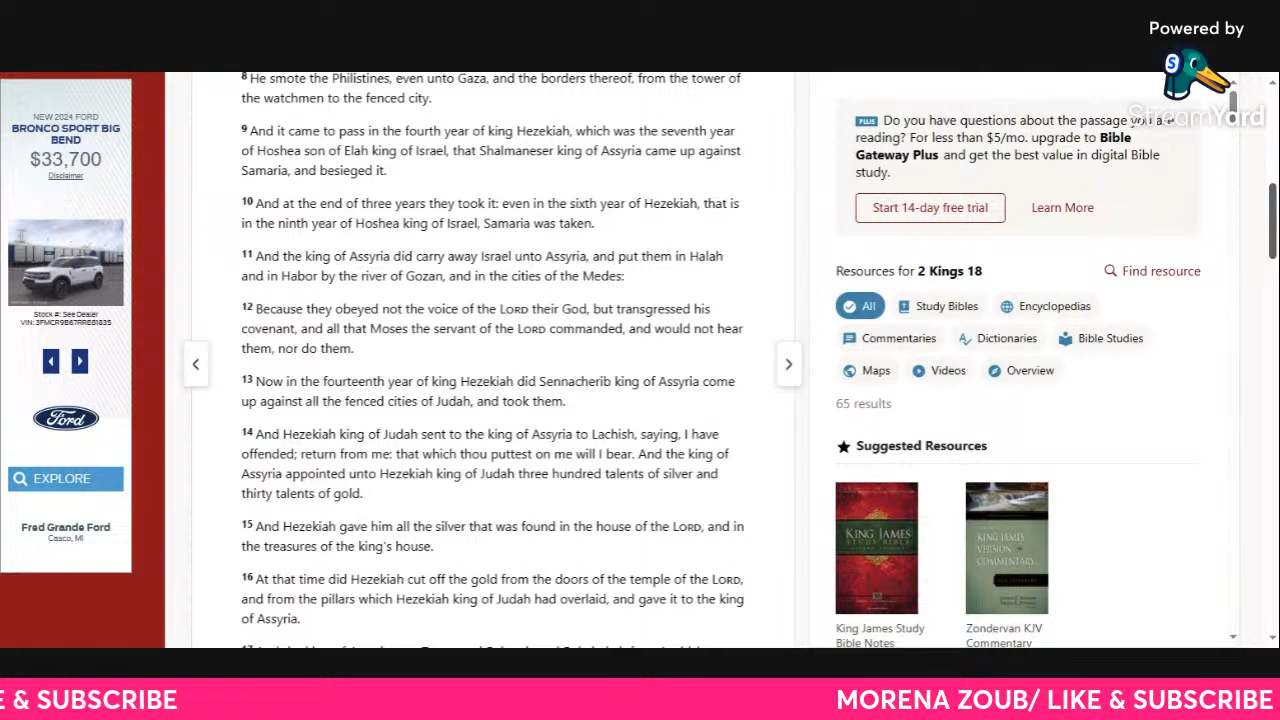 Powered by
StreamYard
NEW 2024 FORD
BRONCO SPORT BIG
BEND
$33,700
Disclaimer
Stock #: See Dealer
VIN: 3FMCR9B67RRE81835
Ford
EXPLORE
Fred Grande Ford
Casco, MI
8 He smote the Philistines, even unto Gaza, and the borders thereof, from the tower of
the watchmen to the fenced city.
9 And it came to pass in the fourth year of king Hezekiah, which was the seventh year
of Hoshea son of Elah king of Israel, that Shalmaneser king of Assyria came up against
Samaria, and besieged it.
10 And at the end of three years they took it: even in the sixth year of Hezekiah, that is
in the ninth year of Hoshea king of Israel, Samaria was taken.
11 And the king of Assyria did carry away Israel unto Assyria, and put them in Halah
and in Habor by the river of Gozan, and in the cities of the Medes:
12 Because they obeyed not the voice of the LORD their God, but transgressed his
covenant, and all that Moses the servant of the LORD commanded, and would not hear
them, nor do them.
13 Now in the fourteenth year of king Hezekiah did Sennacherib king of Assyria come
up against all the fenced cities of Judah, and took them.
14 And Hezekiah king of Judah sent to the king of Assyria to Lachish, saying, I have
offended; return from me: that which thou puttest on me will I bear. And the king of
Assyria appointed unto Hezekiah king of Judah three hundred talents of silver and
thirty talents of gold.
15 And Hezekiah gave him all the silver that was found in the house of the LORD, and in
the treasures of the king's house.
16 At that time did Hezekiah cut off the gold from the doors of the temple of the LORD,
and from the pillars which Hezekiah king of Judah had overlaid, and gave it to the king
of Assyria.
PLUS Do you have questions about the passage
reading? For less than $5/mo. upgrade to Bible
Gateway Plus and get the best value in digital Bible
study.
Start 14-day free trial Learn More
Resources for 2 Kings 18 Find resource
All Study Bibles Encyclopedias
Commentaries Dictionaries Bible Studies
Maps Videos Overview
65 results
Suggested Resources
KING JAMES
STUDY BIBLE
KING JAMES
VERSION
COMMENTARY
King James Study
Bible Notes
Zondervan KJV
Commentary
E & SUBSCRIBE
MORENA ZOUB/ LIKE & SUBSCRIBE